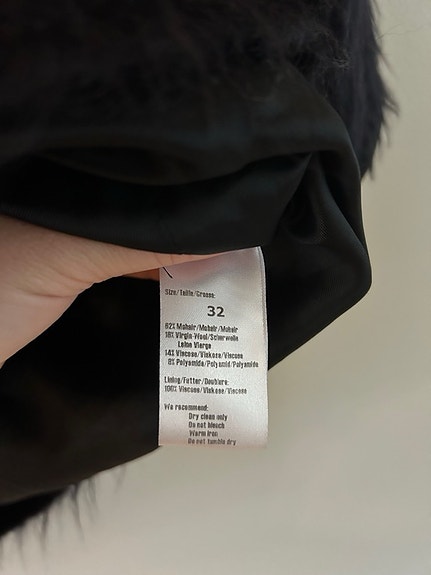 Size/Taille/Groesse:
32
62% Mohair/Mohair/Mohair
16% Virgin-Wool/Schurwolle
Laine Vierge
14% Viscose/Viskose/Viscose
8% Polyamide/Polyamid/Polyamide
Lining/Futter/Doublure:
100% Viscose/Viskose/Viscose
We recommend:
Dry clean only
Do not bleach
Warm iron
Do not tumble dry